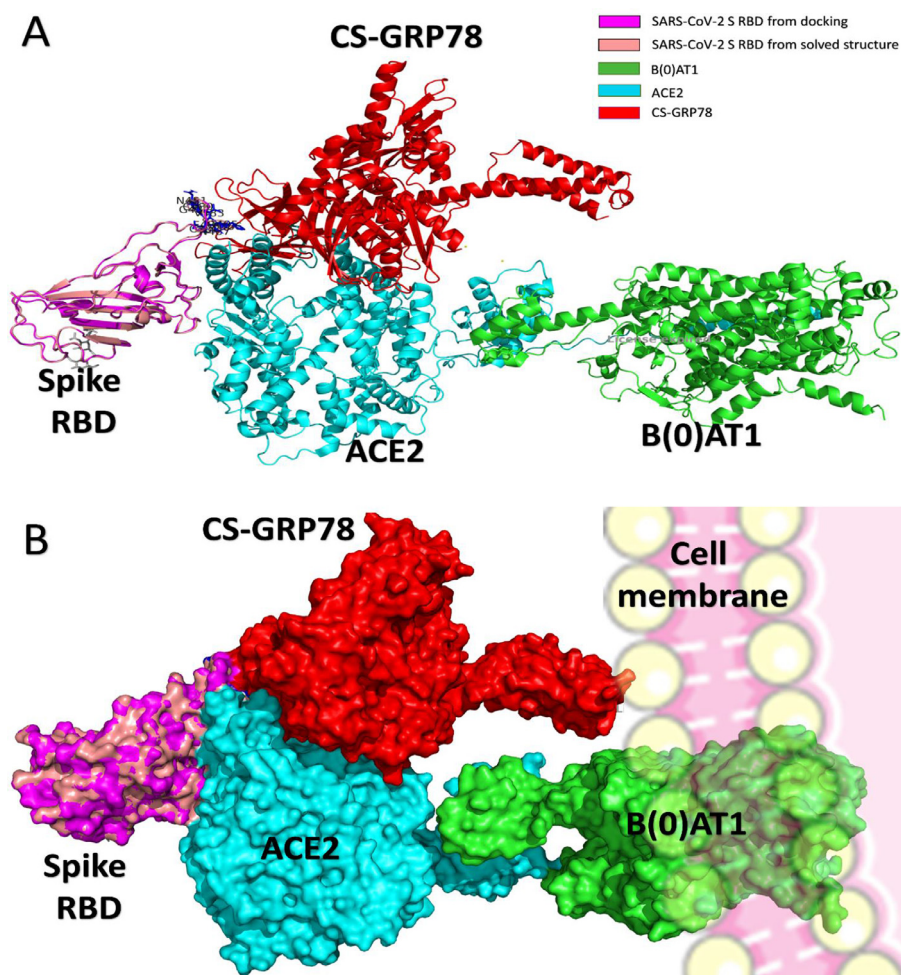 A
CS-GRP78
SARS-CoV-2 S RBD from docking
SARS-CoV-2 S RBD from solved structure
B(0)AT1
ACE2
CS-GRP78
Spike
RBD
ACE2
B(0)AT1
B
CS-GRP78
Cell
membrane
ACE2
B(0)AT1
Spike
RBD